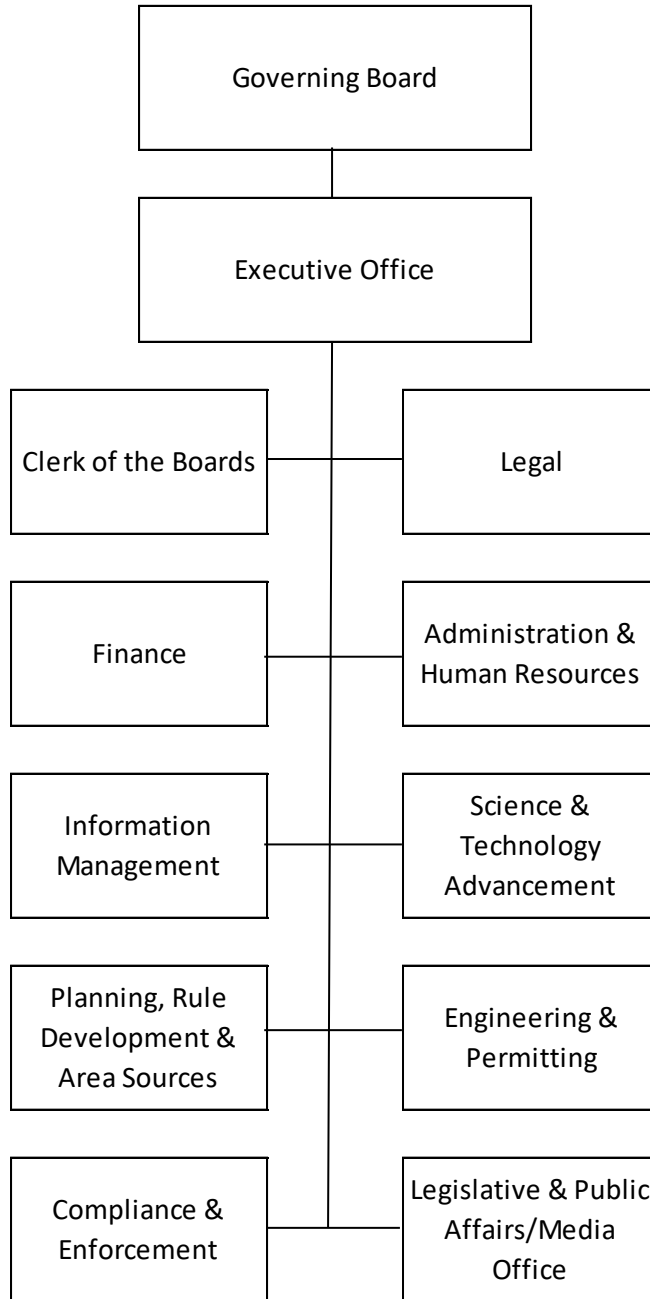 Governing Board
Executive Office
Clerk of the Boards
Legal
Finance
Administration &
Human Resources
Information
Management
Science &
Technology
Advancement
Planning, Rule
Development &
Area Sources
Engineering &
Permitting
Compliance &
Enforcement
Legislative & Public
Affairs/Media
Office